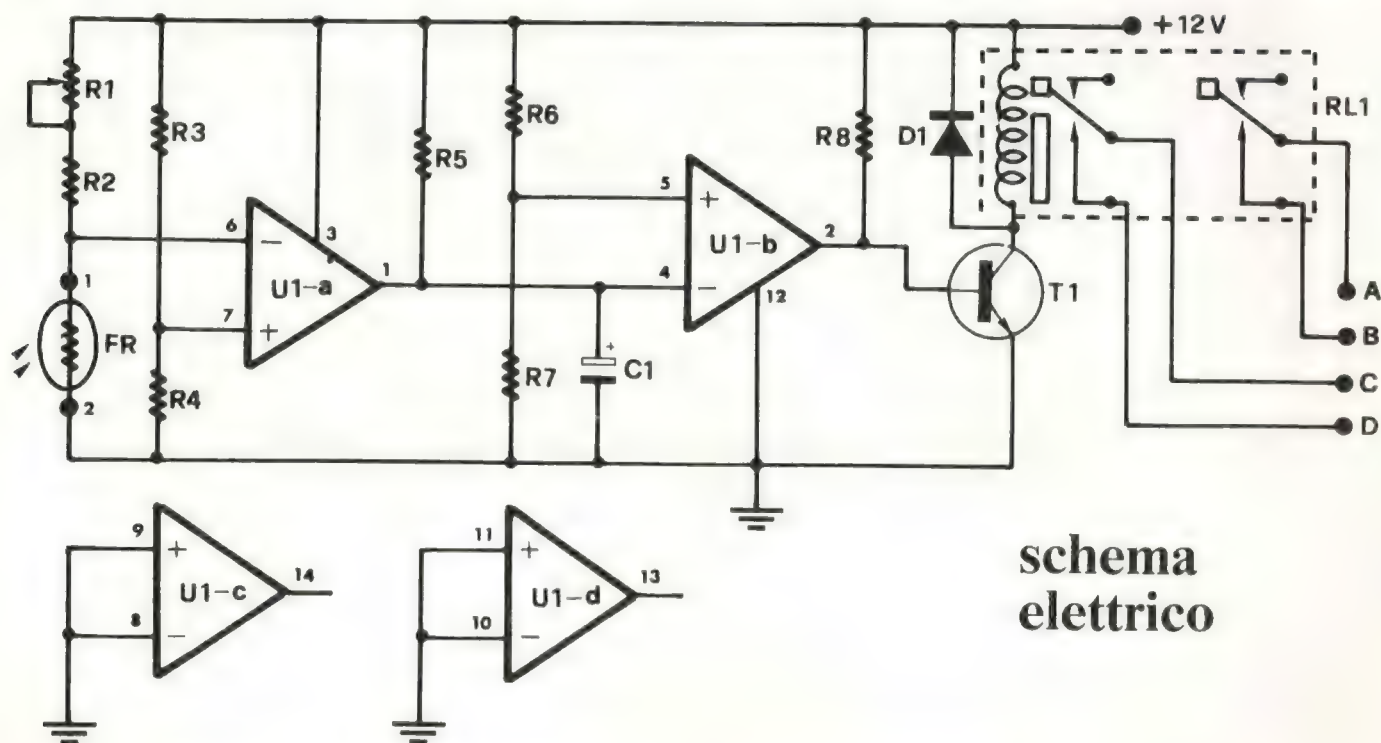 +12V
R1
R3
R6
R8
D1
RL1
R5
R2
6
−
3
5
+
U1-b
2
1
U1-a
1
4
−
T1
7
+
12
A
FR
B
R7
+
C1
C
R4
2
D
9
+
11
+
U1-c
14
U1-d
13
8
−
10
−
schema
elettrico